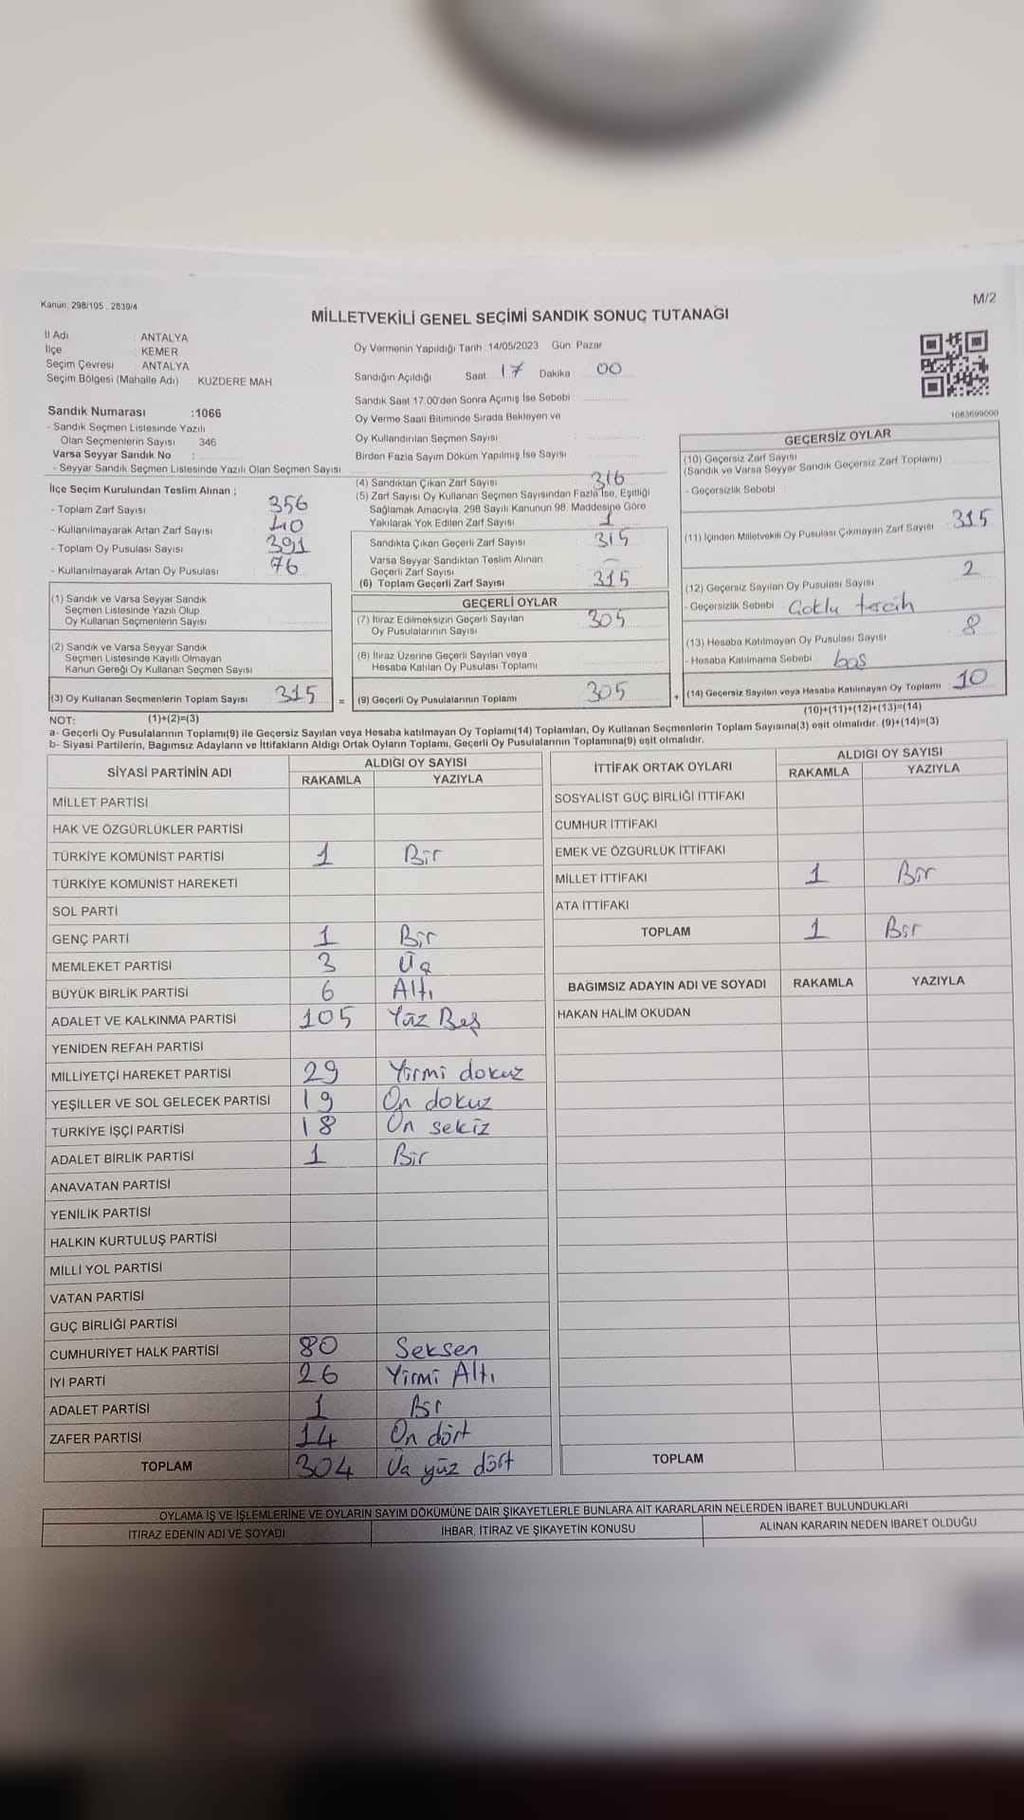 Kanun: 298/105 , 2839/4
M/2
MİLLETVEKİLİ GENEL SEÇİMİ SANDIK SONUÇ TUTANAĞI
İl Adı ANTALYA
İlçe KEMER
Seçim Çevresi ANTALYA
Seçim Bölgesi (Mahalle Adı) KUZDERE MAH
Sandık Numarası :1066
- Sandık Seçmen Listesinde Yazılı
Olan Seçmenlerin Sayısı 346
Varsa Seyyar Sandık No :
- Seyyar Sandık Seçmen Listesinde Yazılı Olan Seçmen Sayısı
Oy Vermenin Yapıldığı Tarih: 14/05/2023 Gün: Pazar
Sandığın Açıldığı Saat 17 Dakika 00
Sandık Saat 17.00'den Sonra Açımış İse Sebebi
Oy Verme Saati Bitiminde Sırada Bekleyen ve
Oy Kullandırılan Seçmen Sayısı
Birden Fazla Sayım Döküm Yapılmış İse Sayısı
1063699000
İlçe Seçim Kurulundan Teslim Alınan ;
- Toplam Zarf Sayısı 356
- Kullanılmayarak Artan Zarf Sayısı 40
- Toplam Oy Pusulası Sayısı 391
- Kullanılmayarak Artan Oy Pusulası 76
(1) Sandık ve Varsa Seyyar Sandık
Seçmen Listesinde Yazılı Olup
Oy Kullanan Seçmenlerin Sayısı
(2) Sandık ve Varsa Seyyar Sandık
Seçmen Listesinde Kayıtlı Olmayan
Kanun Gereği Oy Kullanan Seçmen Sayısı
(3) Oy Kullanan Seçmenlerin Toplam Sayısı 315 =
(4) Sandıktan Çıkan Zarf Sayısı 316
(5) Zarf Sayısı Oy Kullanan Seçmen Sayısından Fazla İse, Eşitliği
Sağlamak Amacıyla, 298 Sayılı Kanunun 98. Maddesine Göre
Yakılarak Yok Edilen Zarf Sayısı 1
Sandıkta Çıkan Geçerli Zarf Sayısı 315
Varsa Seyyar Sandıktan Teslim Alınan
Geçerli Zarf Sayısı
(6) Toplam Geçerli Zarf Sayısı 315
GEÇERLİ OYLAR
(7) İtiraz Edilmeksizin Geçerli Sayılan
Oy Pusulalarının Sayısı 305
(8) İtiraz Üzerine Geçerli Sayılan veya
Hesaba Katılan Oy Pusulası Toplamı
(9) Geçerli Oy Pusulalarının Toplamı 305 +
GEÇERSİZ OYLAR
(10) Geçersiz Zarf Sayısı
(Sandık ve Varsa Seyyar Sandık Geçersiz Zarf Toplamı)
- Geçersizlik Sebebi
(11) İçinden Milletvekili Oy Pusulası Çıkmayan Zarf Sayısı 315
(12) Geçersiz Sayılan Oy Pusulası Sayısı 2
- Geçersizlik Sebebi Çoklu tercih
(13) Hesaba Katılmayan Oy Pusulası Sayısı 8
- Hesaba Katılmama Sebebi boş
(14) Geçersiz Sayılan veya Hesaba Katılmayan Oy Toplamı 10
NOT: (1)+(2)=(3)
(10)+(11)+(12)+(13)=(14)
a- Geçerli Oy Pusulalarının Toplamı(9) ile Geçersiz Sayılan veya Hesaba katılmayan Oy Toplamı(14) Toplamları, Oy Kullanan Seçmenlerin Toplam Sayısına(3) eşit olmalıdır. (9)+(14)=(3)
b- Siyasi Partilerin, Bağımsız Adayların ve İttifakların Aldığı Ortak Oyların Toplamı, Geçerli Oy Pusulalarının Toplamına(9) eşit olmalıdır.
SİYASİ PARTİNİN ADI ALDIĞI OY SAYISI
RAKAMLA YAZIYLA
MİLLET PARTİSİ
HAK VE ÖZGÜRLÜKLER PARTİSİ
TÜRKİYE KOMÜNİST PARTİSİ 1 Bir
TÜRKİYE KOMÜNİST HAREKETİ
SOL PARTİ
GENÇ PARTİ 1 Bir
MEMLEKET PARTİSİ 3 Üç
BÜYÜK BİRLİK PARTİSİ 6 Altı
ADALET VE KALKINMA PARTİSİ 105 Yüz Beş
YENİDEN REFAH PARTİSİ
MİLLİYETÇİ HAREKET PARTİSİ 29 Yirmi dokuz
YEŞİLLER VE SOL GELECEK PARTİSİ 19 On dokuz
TÜRKİYE İŞÇİ PARTİSİ 18 On sekiz
ADALET BİRLİK PARTİSİ 1 Bir
ANAVATAN PARTİSİ
YENİLİK PARTİSİ
HALKIN KURTULUŞ PARTİSİ
MİLLİ YOL PARTİSİ
VATAN PARTİSİ
GÜÇ BİRLİĞİ PARTİSİ
CUMHURİYET HALK PARTİSİ 80 Seksen
İYİ PARTİ 26 Yirmi Altı
ADALET PARTİSİ 1 Bir
ZAFER PARTİSİ 14 On dört
TOPLAM 304 Üç yüz dört
İTTİFAK ORTAK OYLARI ALDIĞI OY SAYISI
RAKAMLA YAZIYLA
SOSYALİST GÜÇ BİRLİĞİ İTTİFAKI
CUMHUR İTTİFAKI
EMEK VE ÖZGÜRLÜK İTTİFAKI
MİLLET İTTİFAKI 1 Bir
ATA İTTİFAKI
TOPLAM 1 Bir
BAĞIMSIZ ADAYIN ADI VE SOYADI RAKAMLA YAZIYLA
HAKAN HALİM OKUDAN
TOPLAM
OYLAMA İŞ VE İŞLEMLERİNE VE OYLARIN SAYIM DÖKÜMÜNE DAİR ŞİKAYETLERLE BUNLARA AİT KARARLARIN NELERDEN İBARET BULUNDUKLARI
İTİRAZ EDENİN ADI VE SOYADI İHBAR, İTİRAZ VE ŞİKAYETİN KONUSU ALINAN KARARIN NEDEN İBARET OLDUĞU